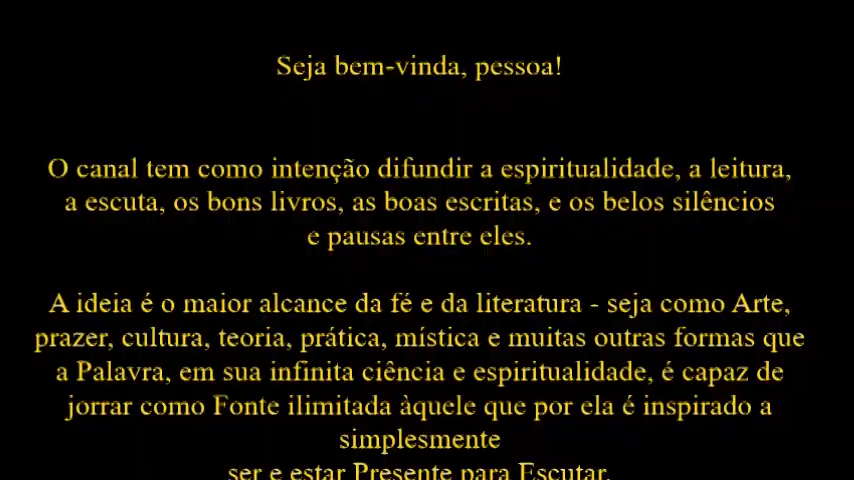 Seja bem-vinda, pessoa!
O canal tem como intenção difundir a espiritualidade, a leitura,
a escuta, os bons livros, as boas escritas, e os belos silêncios
e pausas entre eles.
A ideia é o maior alcance da fé e da literatura - seja como Arte,
prazer, cultura, teoria, prática, mística e muitas outras formas que
a Palavra, em sua infinita ciência e espiritualidade, é capaz de
jorrar como Fonte ilimitada àquele que por ela é inspirado a
simplesmente
ser e estar Presente para Escutar.